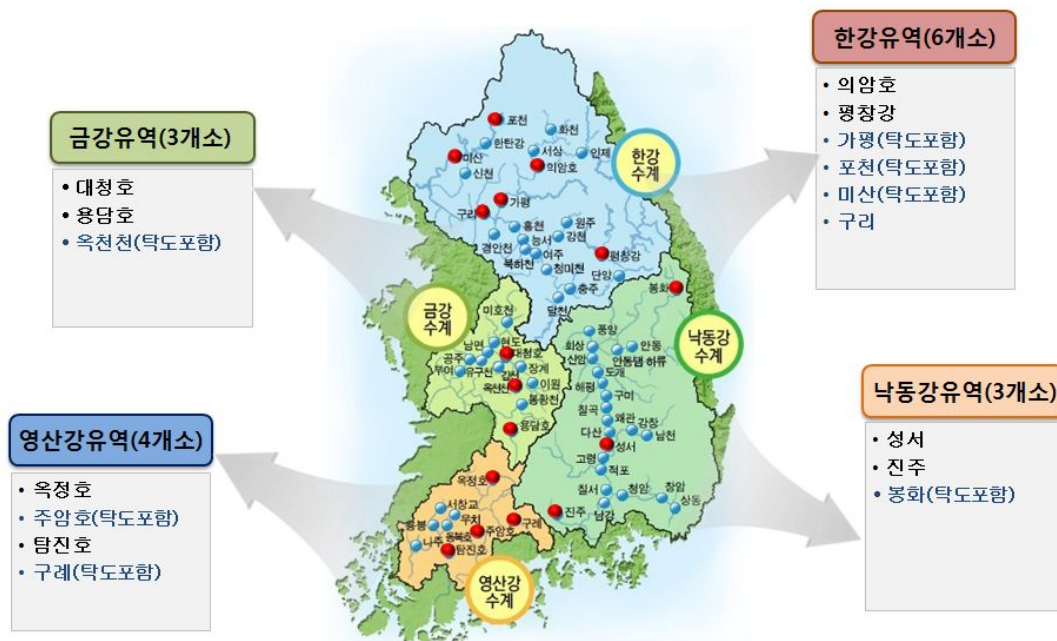 한강유역(6개소)
• 의암호
• 평창강
• 가평(탁도포함)
• 포천(탁도포함)
• 미산(탁도포함)
• 구리
금강유역(3개소)
• 대청호
• 용담호
• 옥천천(탁도포함)
영산강유역(4개소)
• 옥정호
• 주암호(탁도포함)
• 탐진호
• 구례(탁도포함)
낙동강유역(3개소)
• 성서
• 진주
• 봉화(탁도포함)
한강
수계
금강
수계
낙동강
수계
영산강
수계
포천
화천
한탄강
서상
인제
미산
신천
의암호
가평
구리
홍천
원주
경안천
능서
강천
여주
북하천
평창강
청미천
단양
충주
달천
봉화
미호천
남면
현도
공주
대청호
부여
유구천
갑천
장계
옥천천
이원
봉황천
용담호
풍양
회상
안동
산양
안동댐 하류
도개
해평
구미
칠곡
왜관
강창
다산
남천
성서
고령
적포
칠서
청암
창암
진주
남강
상동
옥정호
서창교
우치
용봉
구례
주암호
나주
동복호
탐진호